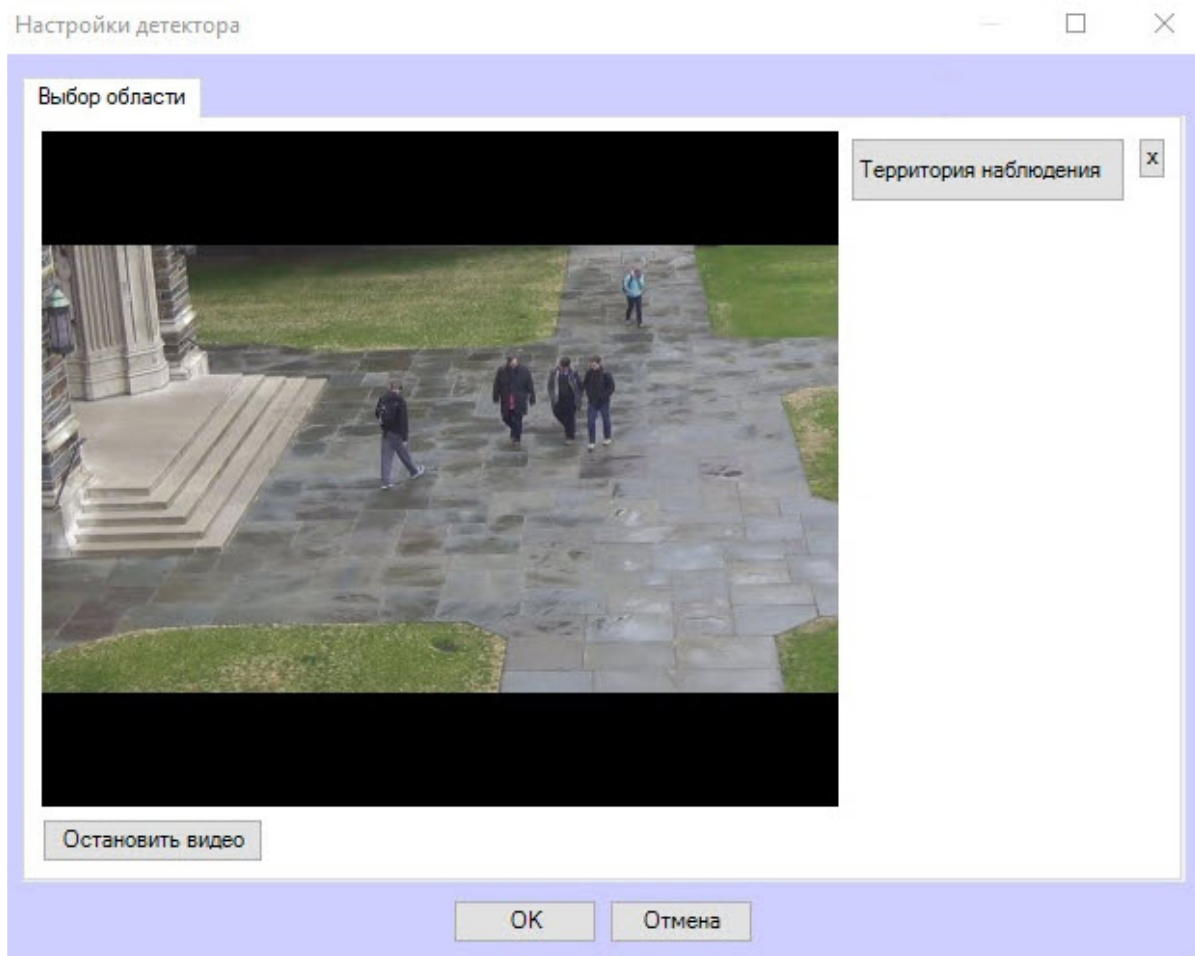 Настройки детектора
Выбор области
Территория наблюдения
x
Остановить видео
OK
Отмена